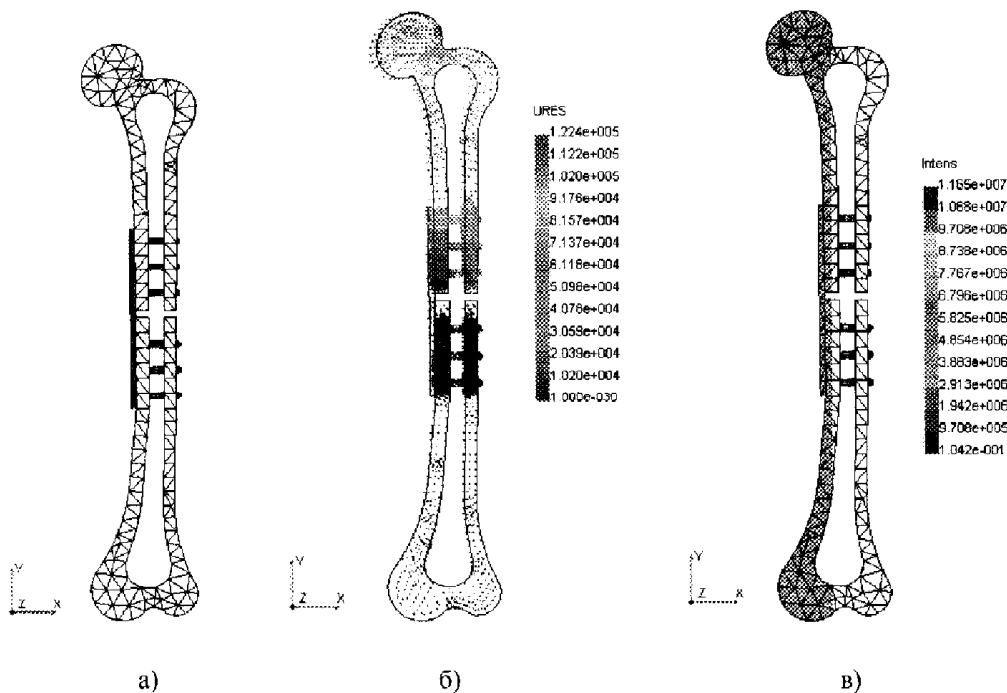 URES
1.224e+005
1.122e+005
1.020e+005
9.176e+004
8.157e+004
7.137e+004
6.118e+004
5.098e+004
4.078e+004
3.059e+004
2.039e+004
1.020e+004
1.000e-030
Intens
1.165e+007
1.068e+007
9.708e+006
8.738e+006
7.767e+006
6.796e+006
5.825e+006
4.854e+006
3.883e+006
2.913e+006
1.942e+006
9.708e+005
1.042e-001
Y
Z X
Y
Z X
Y
Z X
а)
б)
в)